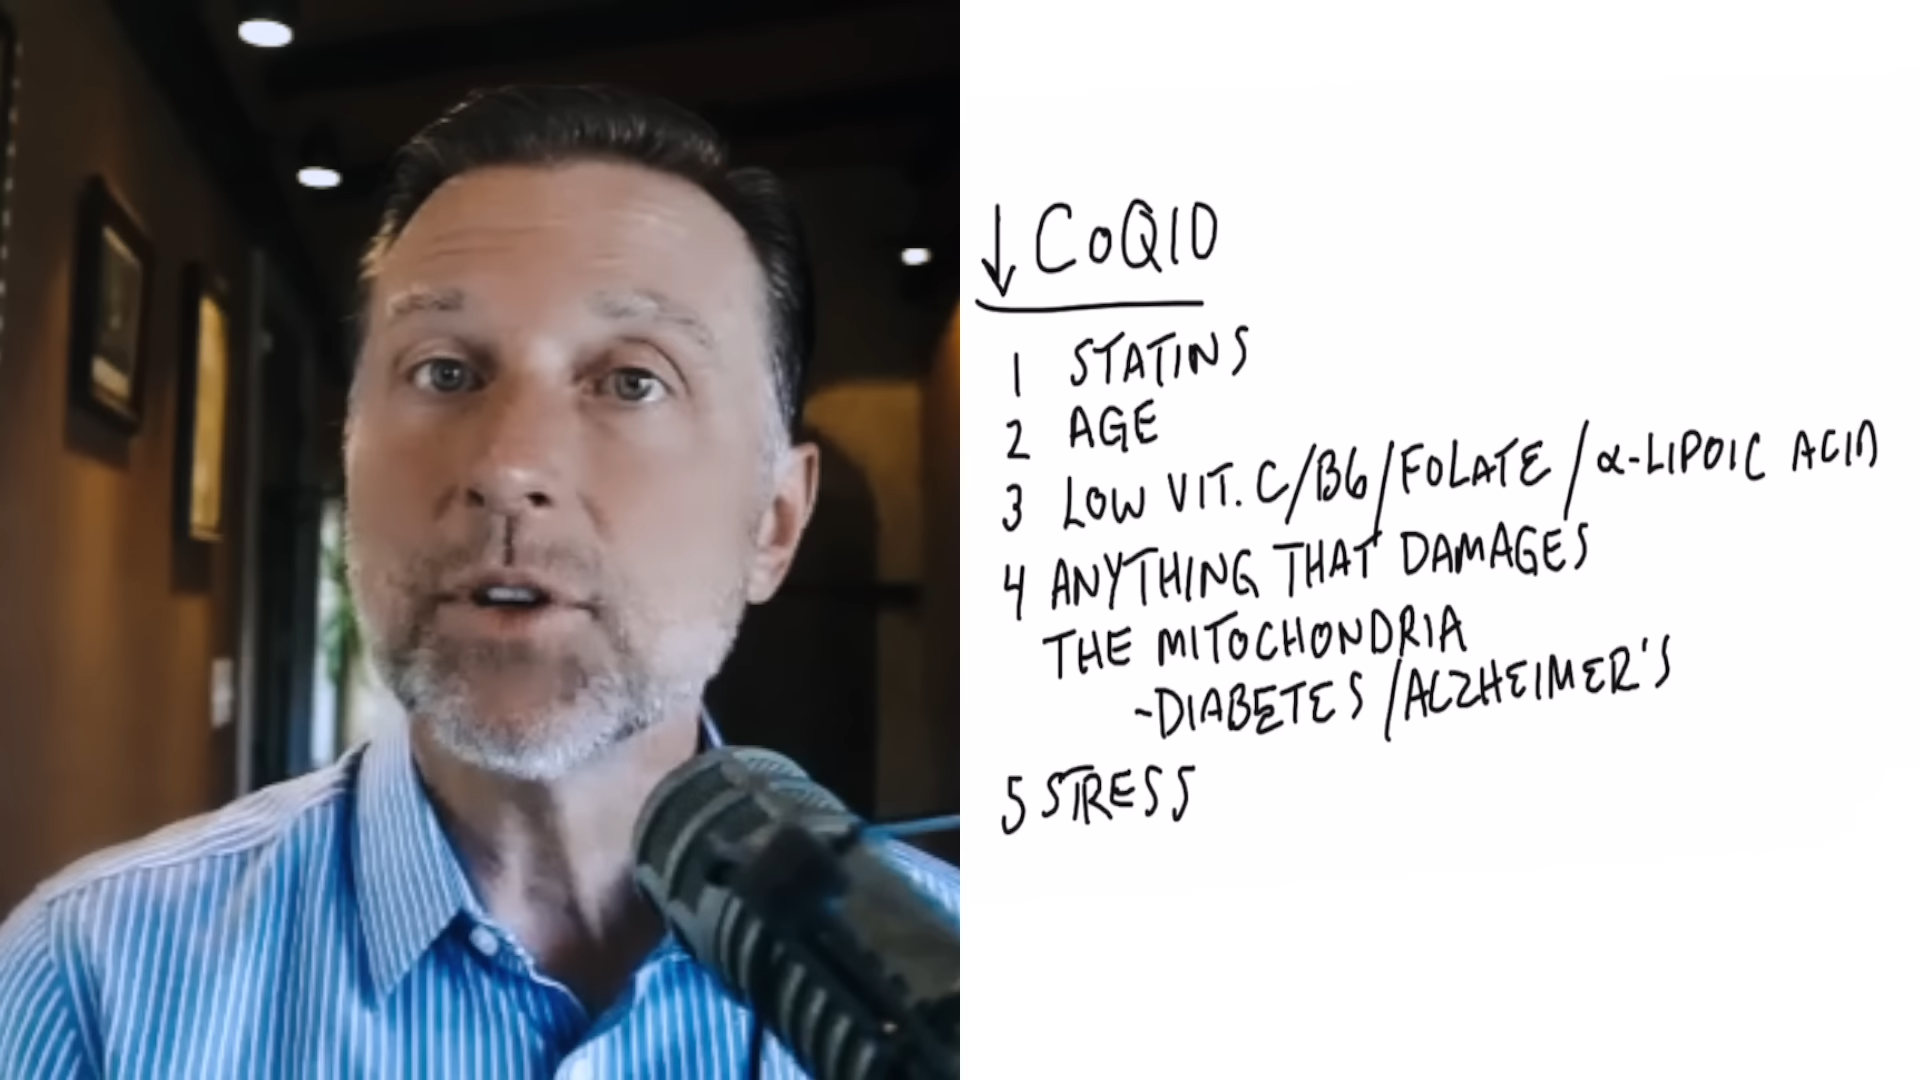 ↓ CoQ10
1 STATINS
2 AGE
3 LOW VIT. C/B6/FOLATE/α-LIPOIC ACID
4 ANYTHING THAT DAMAGES
THE MITOCHONDRIA
-DIABETES/ALZHEIMER'S
5 STRESS